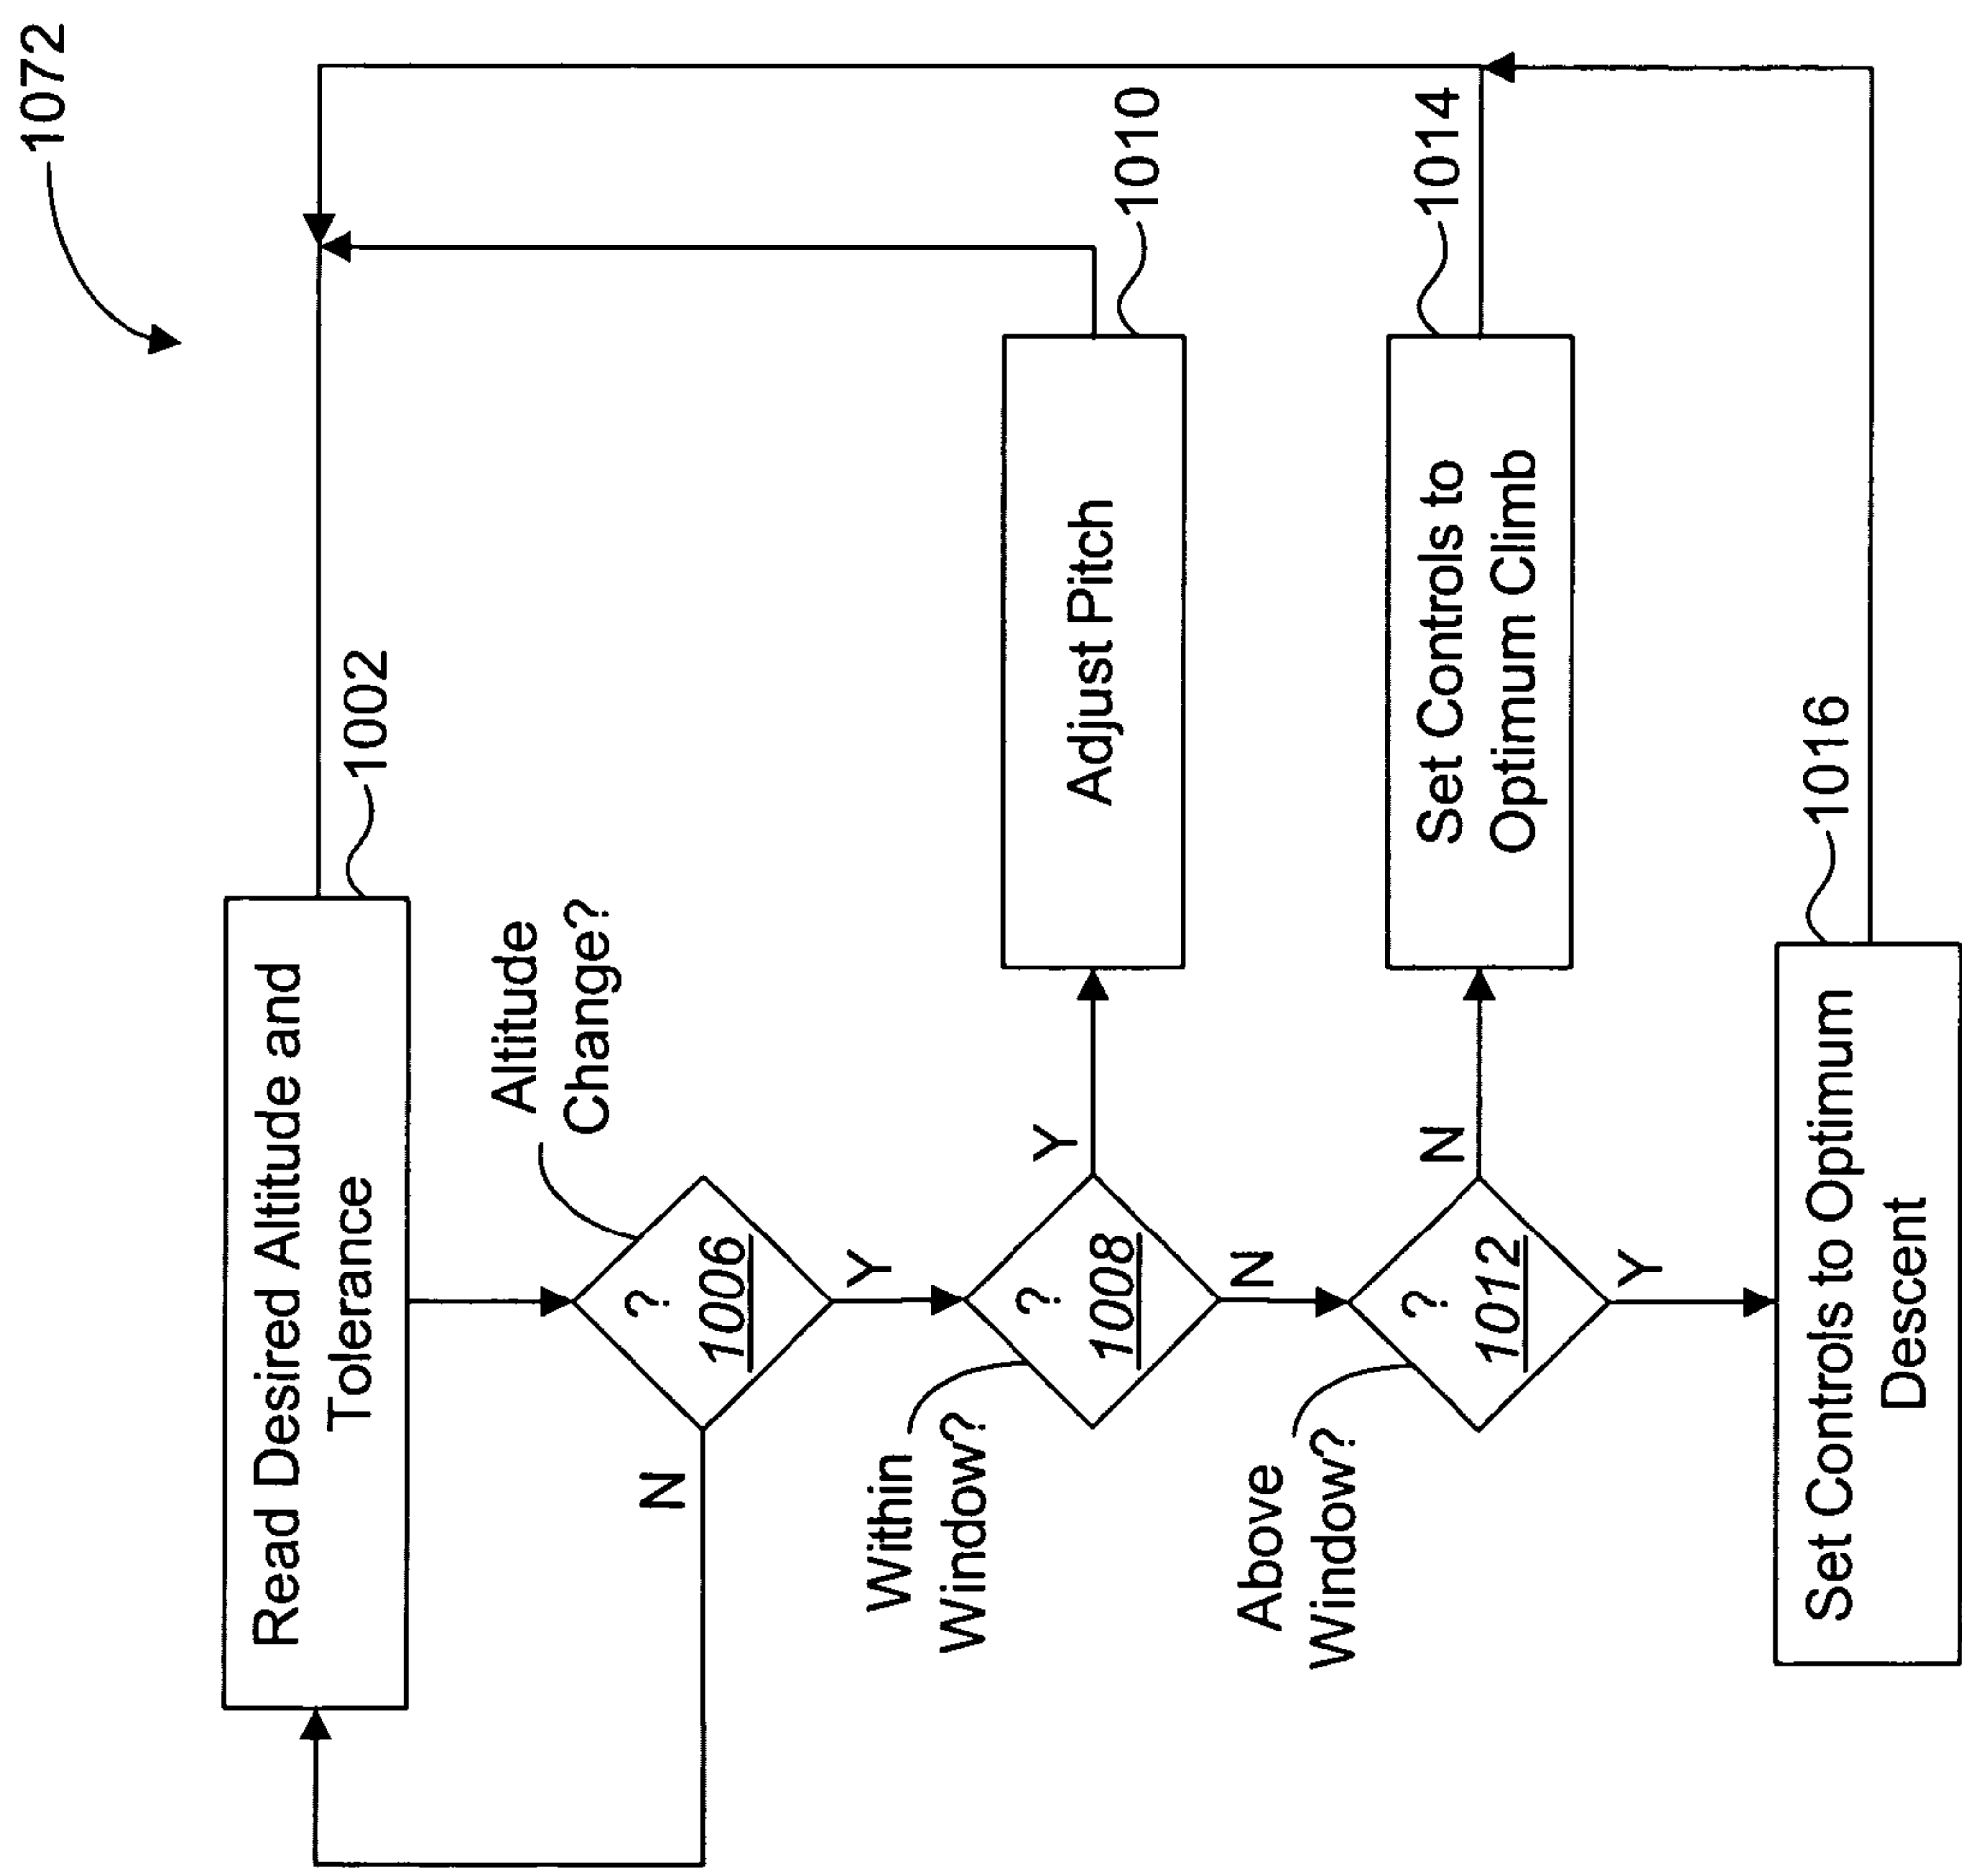 1072
Read Desired Altitude and
Tolerance
1002
Altitude
Change?
?
1006
N
Y
Within
Window?
?
1008
Y
N
Adjust Pitch
1010
Above
Window?
?
1012
N
Y
Set Controls to
Optimum Climb
1014
Set Controls to Optimum
Descent
1016